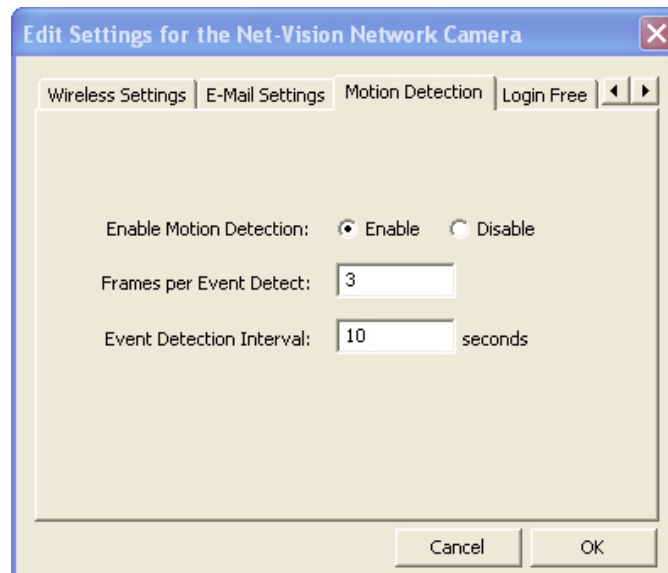 Edit Settings for the Net-Vision Network Camera
Wireless Settings E-Mail Settings Motion Detection Login Free
Enable Motion Detection: Enable Disable
Frames per Event Detect: 3
Event Detection Interval: 10 seconds
Cancel OK